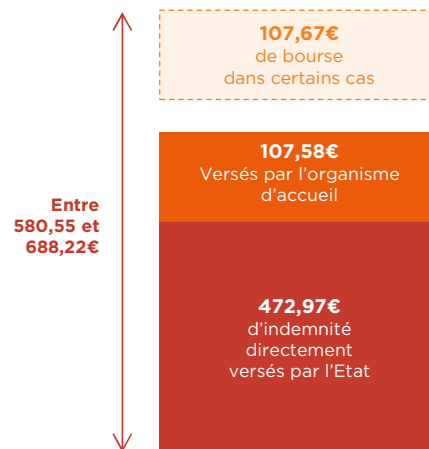 107,67€
de bourse
dans certains cas
107,58€
Versés par l'organisme
d'accueil
Entre
580,55 et
688,22€
472,97€
d'indemnité
directement
versés par l'Etat